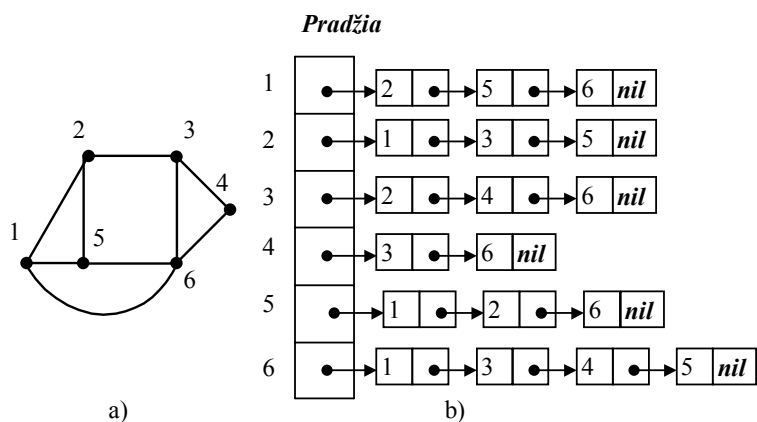 Pradžia
1 2 5 6 nil
2 1 3 5 nil
3 2 4 6 nil
4 3 6 nil
5 1 2 6 nil
6 1 3 4 5 nil
2 3
4
1 5
6
a) b)